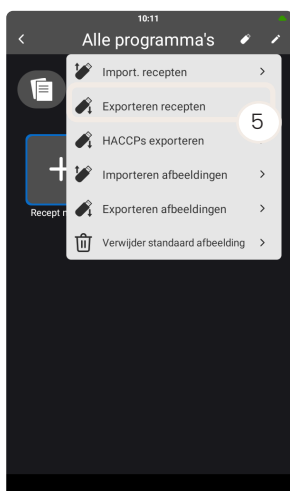 10:11
Alle programma's
Import. recepten
Exporteren recepten
5
HACCPs exporteren
Importeren afbeeldingen
Exporteren afbeeldingen
Verwijder standaard afbeelding
Recept